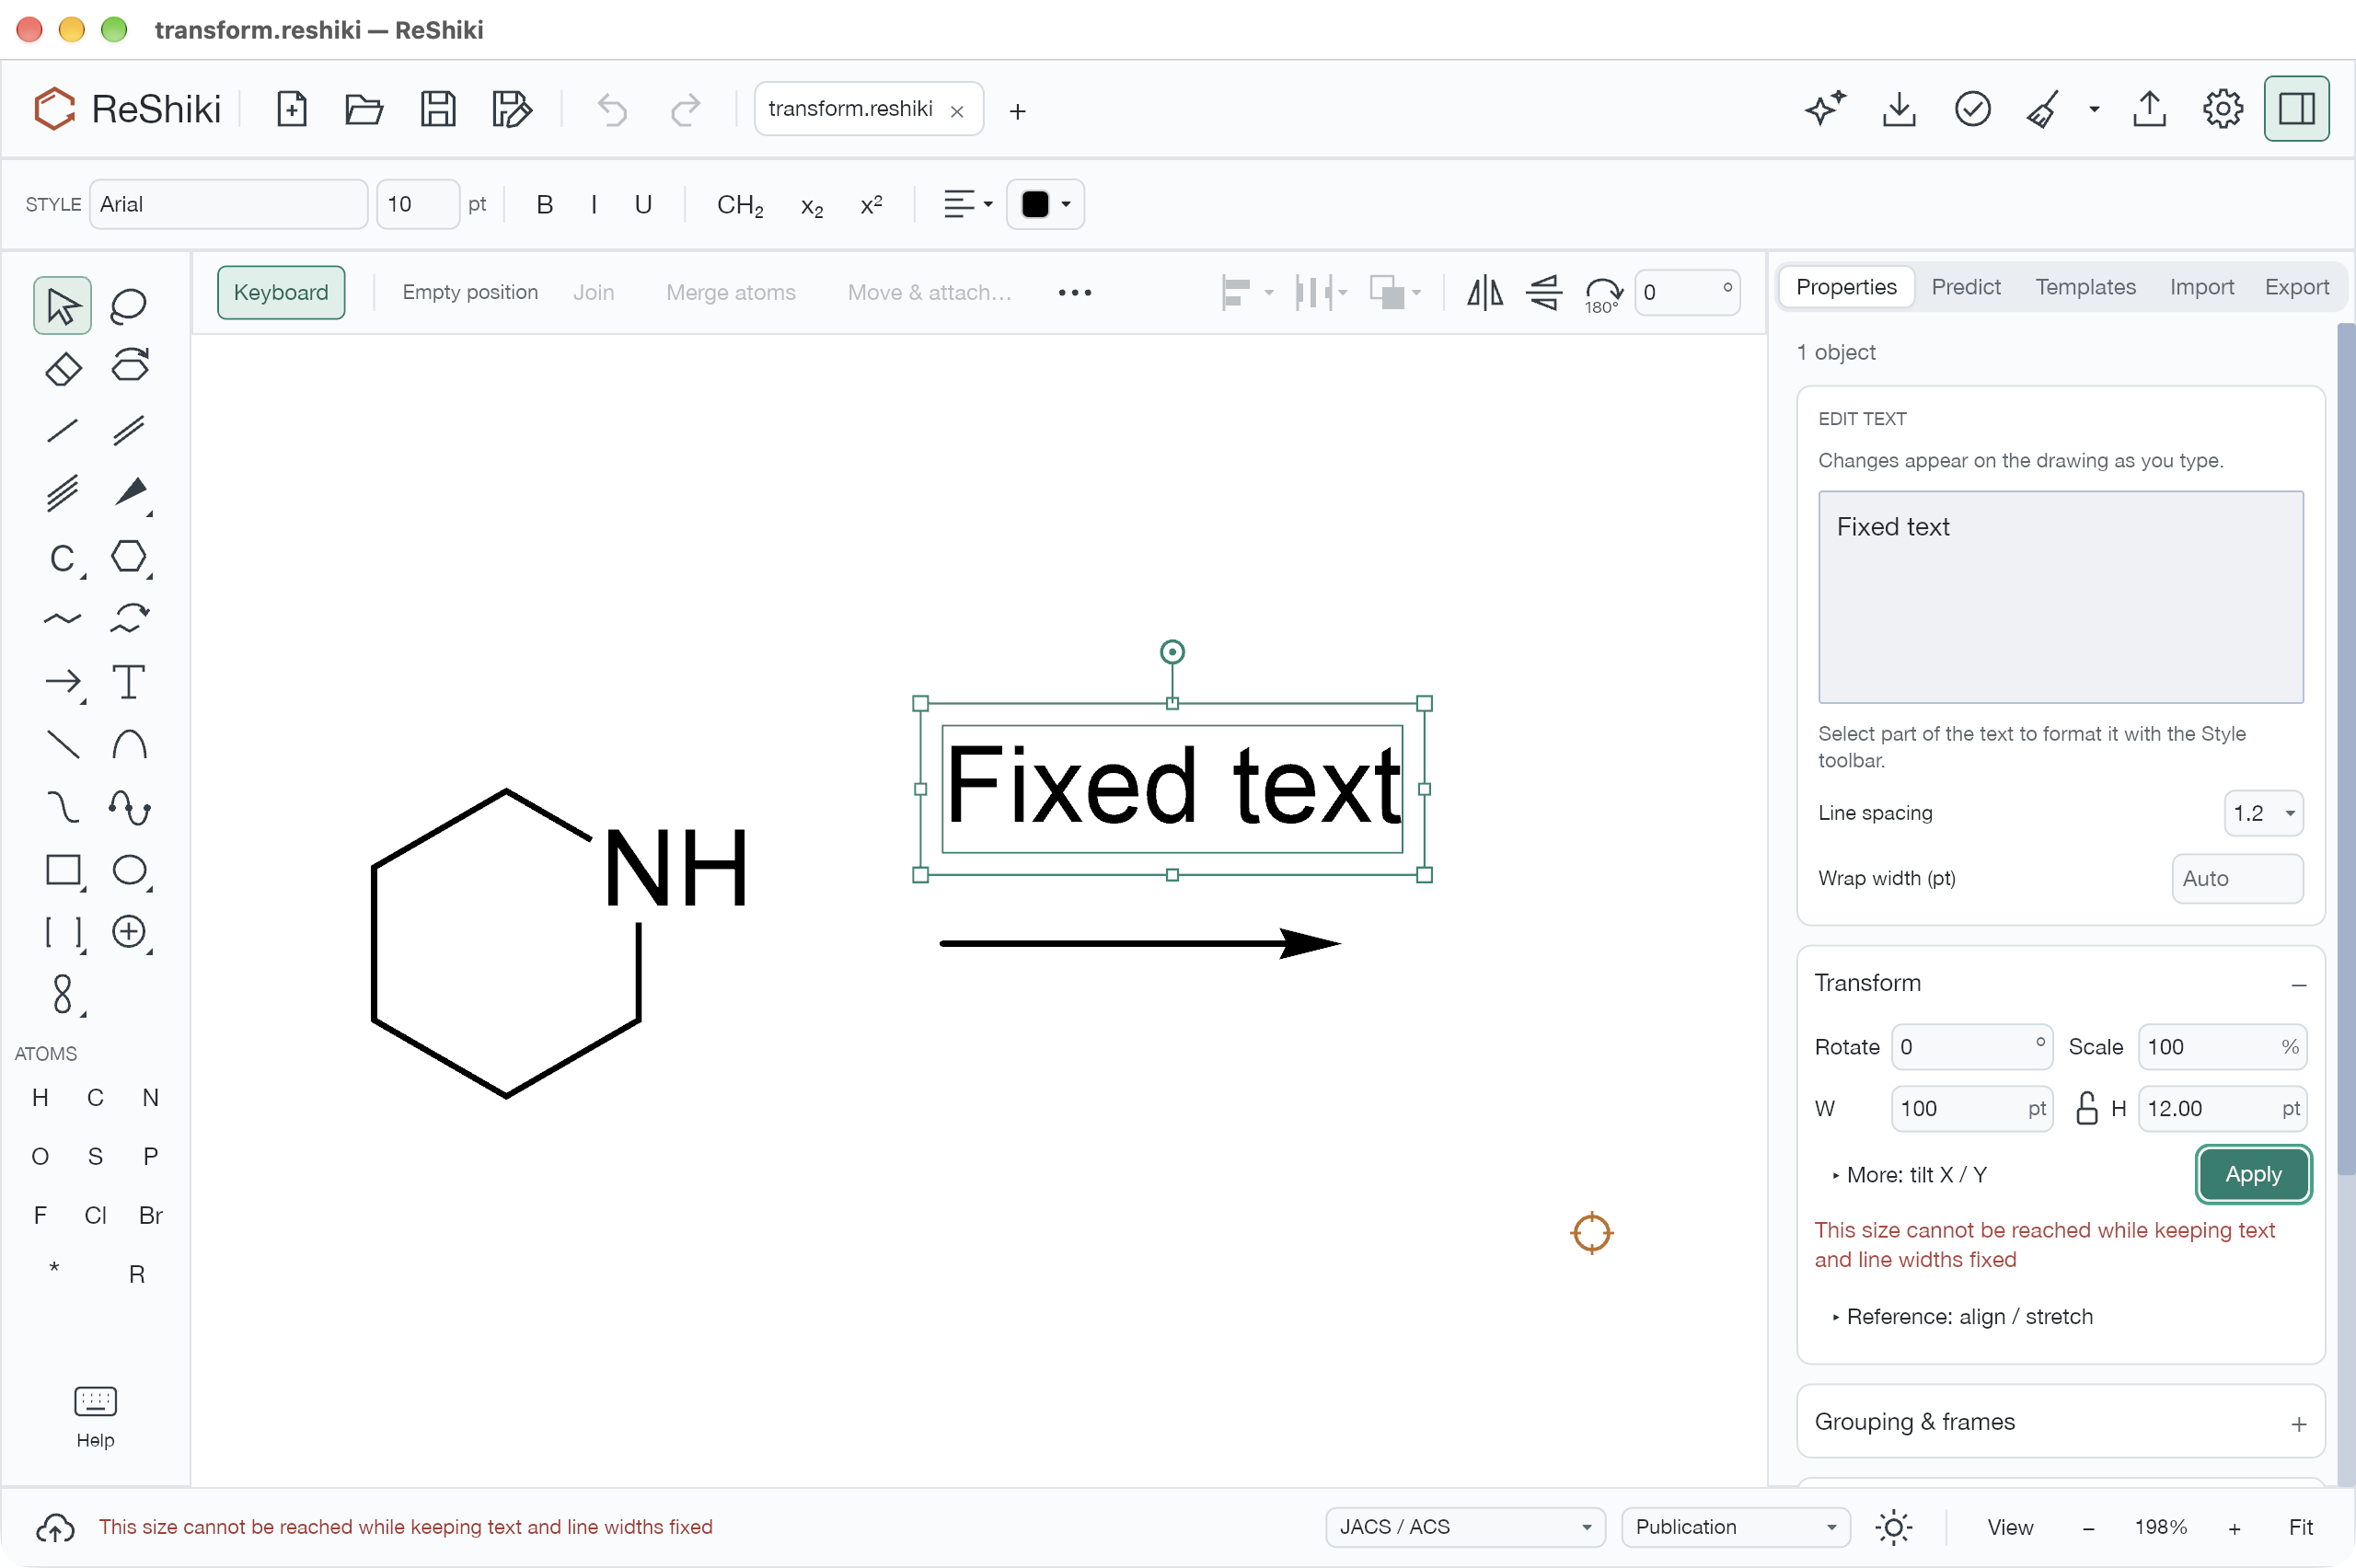 transform.reshiki — ReShiki
ReShiki
transform.reshiki ×
+
STYLE Arial 10 pt B I U CH₂ x₂ x²
Keyboard Empty position Join Merge atoms Move & attach... ••• 180° 0 °
Properties Predict Templates Import Export
1 object
EDIT TEXT
Changes appear on the drawing as you type.
Fixed text
Select part of the text to format it with the Style
toolbar.
Line spacing 1.2
Wrap width (pt) Auto
Transform −
Rotate 0 ° Scale 100 %
W 100 pt H 12.00 pt
More: tilt X / Y Apply
This size cannot be reached while keeping text
and line widths fixed
Reference: align / stretch
Grouping & frames +
C
T
[ ]
ATOMS
H C N
O S P
F Cl Br
* R
Help
Fixed text
NH
This size cannot be reached while keeping text and line widths fixed
JACS / ACS Publication View − 198% + Fit